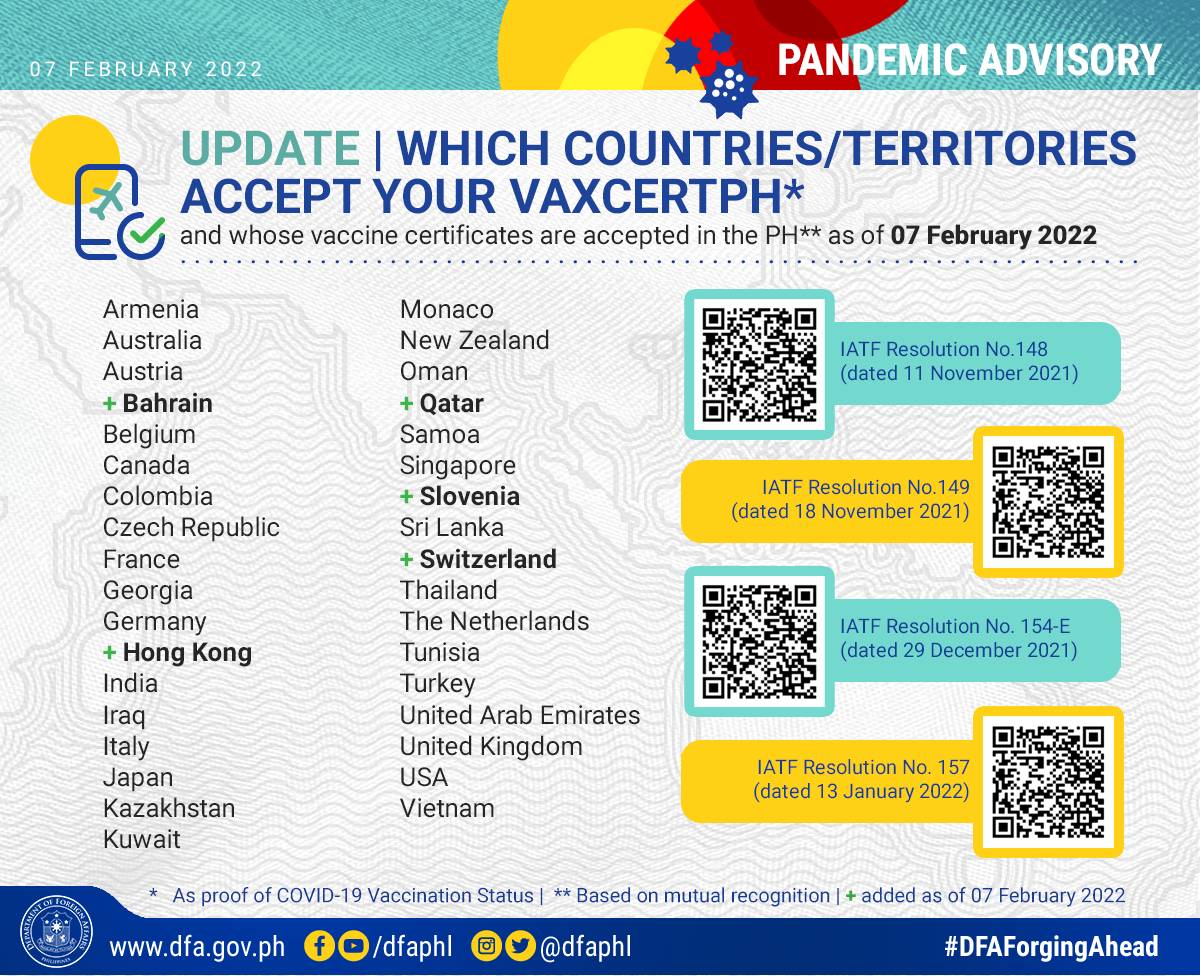 07 FEBRUARY 2022
PANDEMIC ADVISORY
UPDATE | WHICH COUNTRIES/TERRITORIES
ACCEPT YOUR VAXCERTPH*
and whose vaccine certificates are accepted in the PH** as of 07 February 2022
Armenia
Australia
Austria
+ Bahrain
Belgium
Canada
Colombia
Czech Republic
France
Georgia
Germany
+ Hong Kong
India
Iraq
Italy
Japan
Kazakhstan
Kuwait
Monaco
New Zealand
Oman
+ Qatar
Samoa
Singapore
+ Slovenia
Sri Lanka
+ Switzerland
Thailand
The Netherlands
Tunisia
Turkey
United Arab Emirates
United Kingdom
USA
Vietnam
IATF Resolution No.148
(dated 11 November 2021)
IATF Resolution No.149
(dated 18 November 2021)
IATF Resolution No. 154-E
(dated 29 December 2021)
IATF Resolution No. 157
(dated 13 January 2022)
* As proof of COVID-19 Vaccination Status | ** Based on mutual recognition | + added as of 07 February 2022
DEPARTMENT OF FOREIGN AFFAIRS
PHILIPPINES
www.dfa.gov.ph
/dfaphl
@dfaphl
#DFAForgingAhead